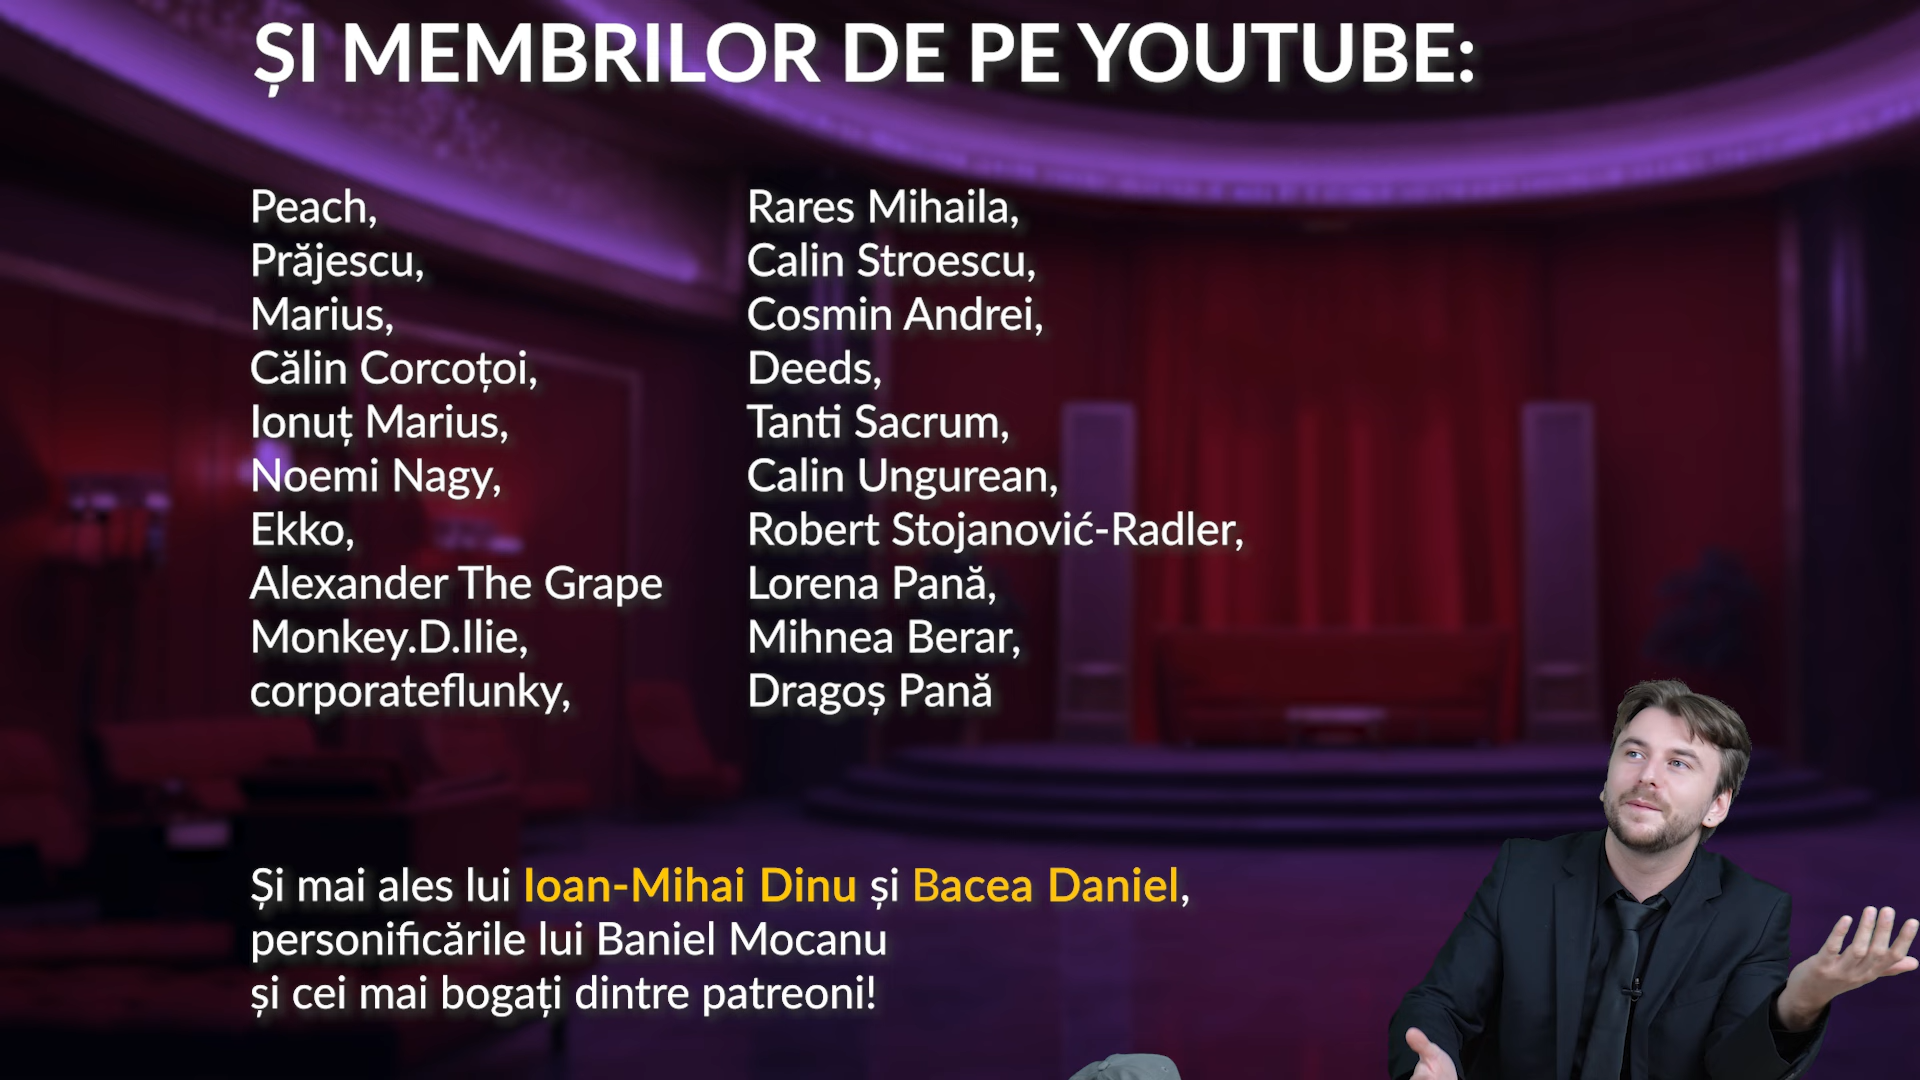 ȘI MEMBRILOR DE PE YOUTUBE:
Peach,
Prăjescu,
Marius,
Călin Corcoțoi,
Ionuț Marius,
Noemi Nagy,
Ekko,
Alexander The Grape
Monkey.D.Ilie,
corporateflunky,
Rares Mihaila,
Calin Stroescu,
Cosmin Andrei,
Deeds,
Tanti Sacrum,
Calin Ungurean,
Robert Stojanović-Radler,
Lorena Pană,
Mihnea Berar,
Dragoș Pană
Și mai ales lui Ioan-Mihai Dinu și Bacea Daniel,
personificările lui Baniel Mocanu
și cei mai bogați dintre patreoni!